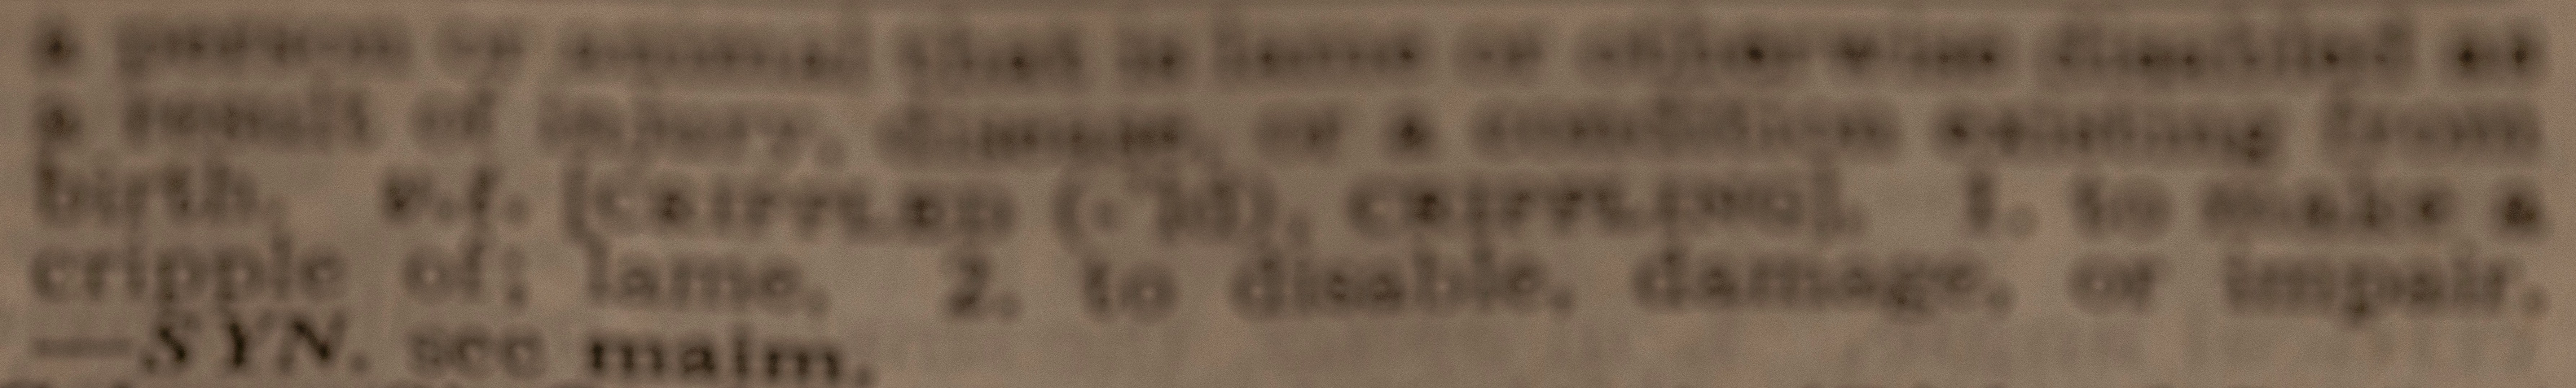 a person or animal that is lame or otherwise disabled as
a result of injury, disease, or a condition existing from
birth. v.t. [CRIPPLED (-'ld), CRIPPLING], 1. to make a
cripple of; lame. 2. to disable, damage, or impair.
—SYN. see maim.